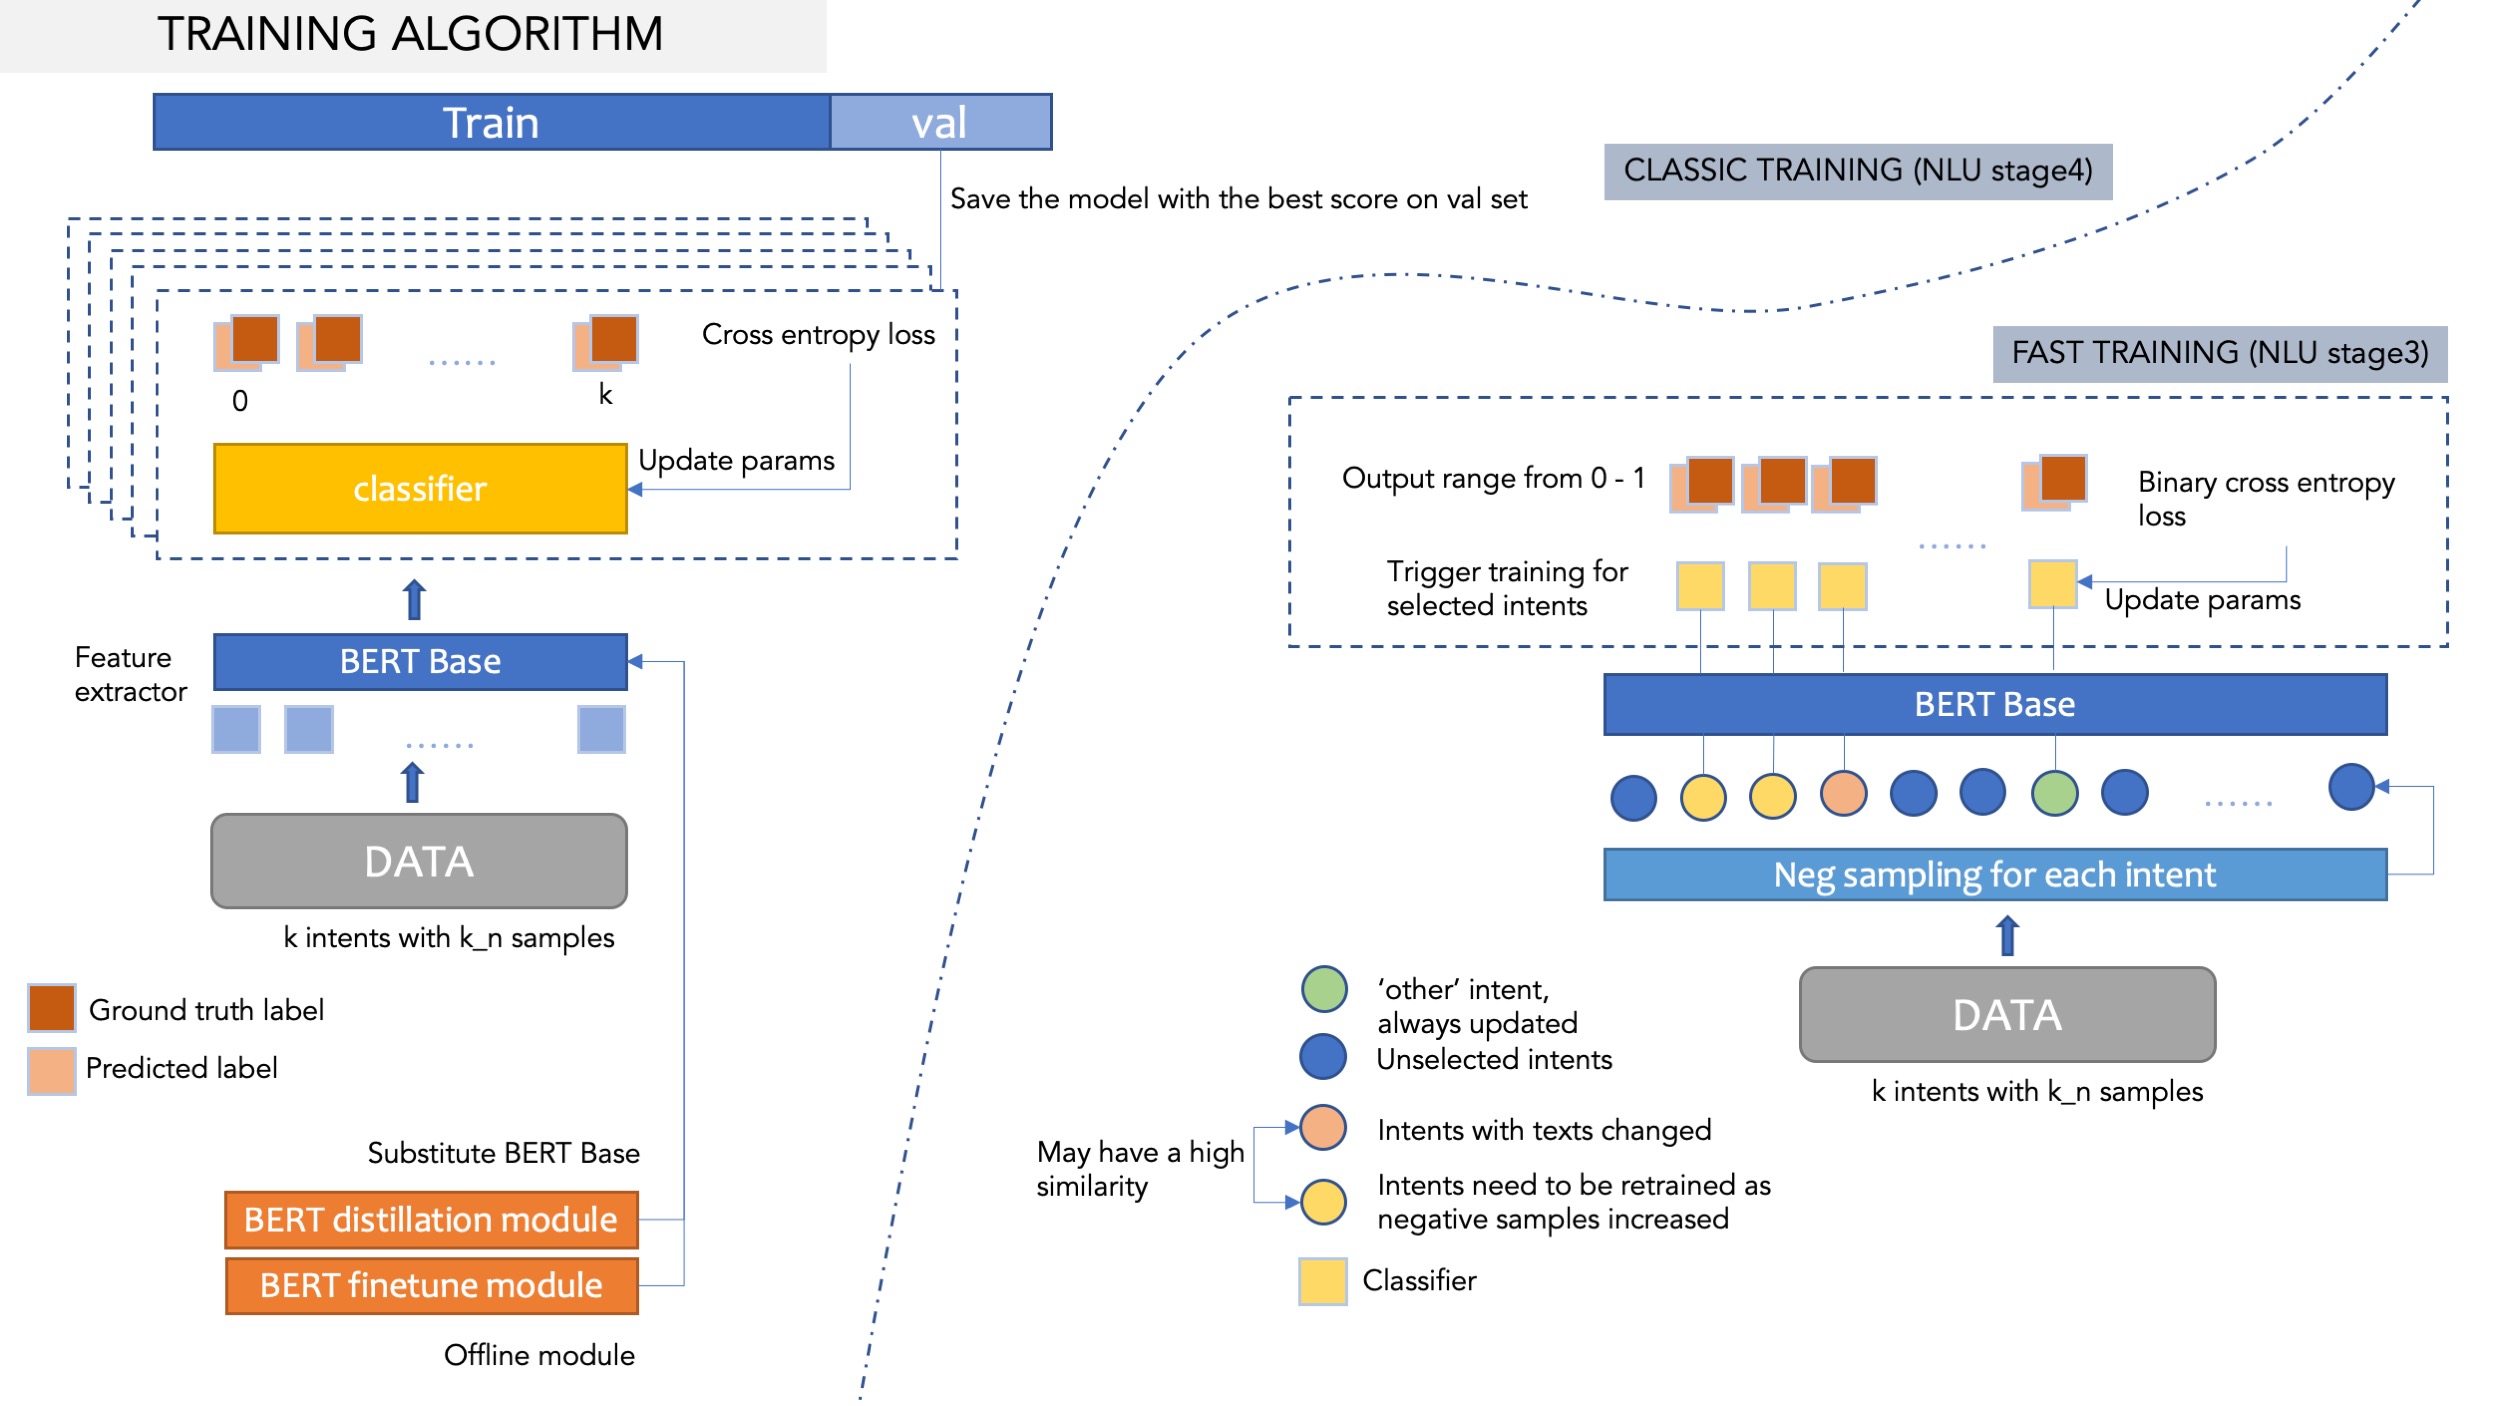 TRAINING ALGORITHM
Train
val
Save the model with the best score on val set
CLASSIC TRAINING (NLU stage4)
Cross entropy loss
0
k
Update params
classifier
Feature
extractor
BERT Base
DATA
k intents with k_n samples
Ground truth label
Predicted label
Substitute BERT Base
BERT distillation module
BERT finetune module
Offline module
FAST TRAINING (NLU stage3)
Output range from 0 - 1
Binary cross entropy
loss
Trigger training for
selected intents
Update params
BERT Base
Neg sampling for each intent
DATA
k intents with k_n samples
‘other’ intent,
always updated
Unselected intents
May have a high
similarity
Intents with texts changed
Intents need to be retrained as
negative samples increased
Classifier